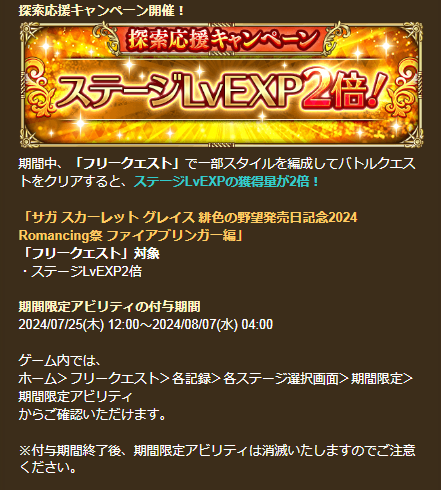 探索応援キャンペーン開催！
探索応援キャンペーン
ステージLvEXP2倍!
期間中、「フリークエスト」で一部スタイルを編成してバトルクエス
トをクリアすると、ステージLvEXPの獲得量が2倍！
「サガ スカーレット グレイス 緋色の野望発売日記念2024
Romancing祭 ファイアブリンガー編」
「フリークエスト」対象
・ステージLvEXP2倍
期間限定アビリティの付与期間
2024/07/25(木) 12:00～2024/08/07(水) 04:00
ゲーム内では、
ホーム＞フリークエスト＞各記録＞各ステージ選択画面＞期間限定＞
期間限定アビリティ
からご確認いただけます。
※付与期間終了後、期間限定アビリティは消滅いたしますのでご注意
ください。